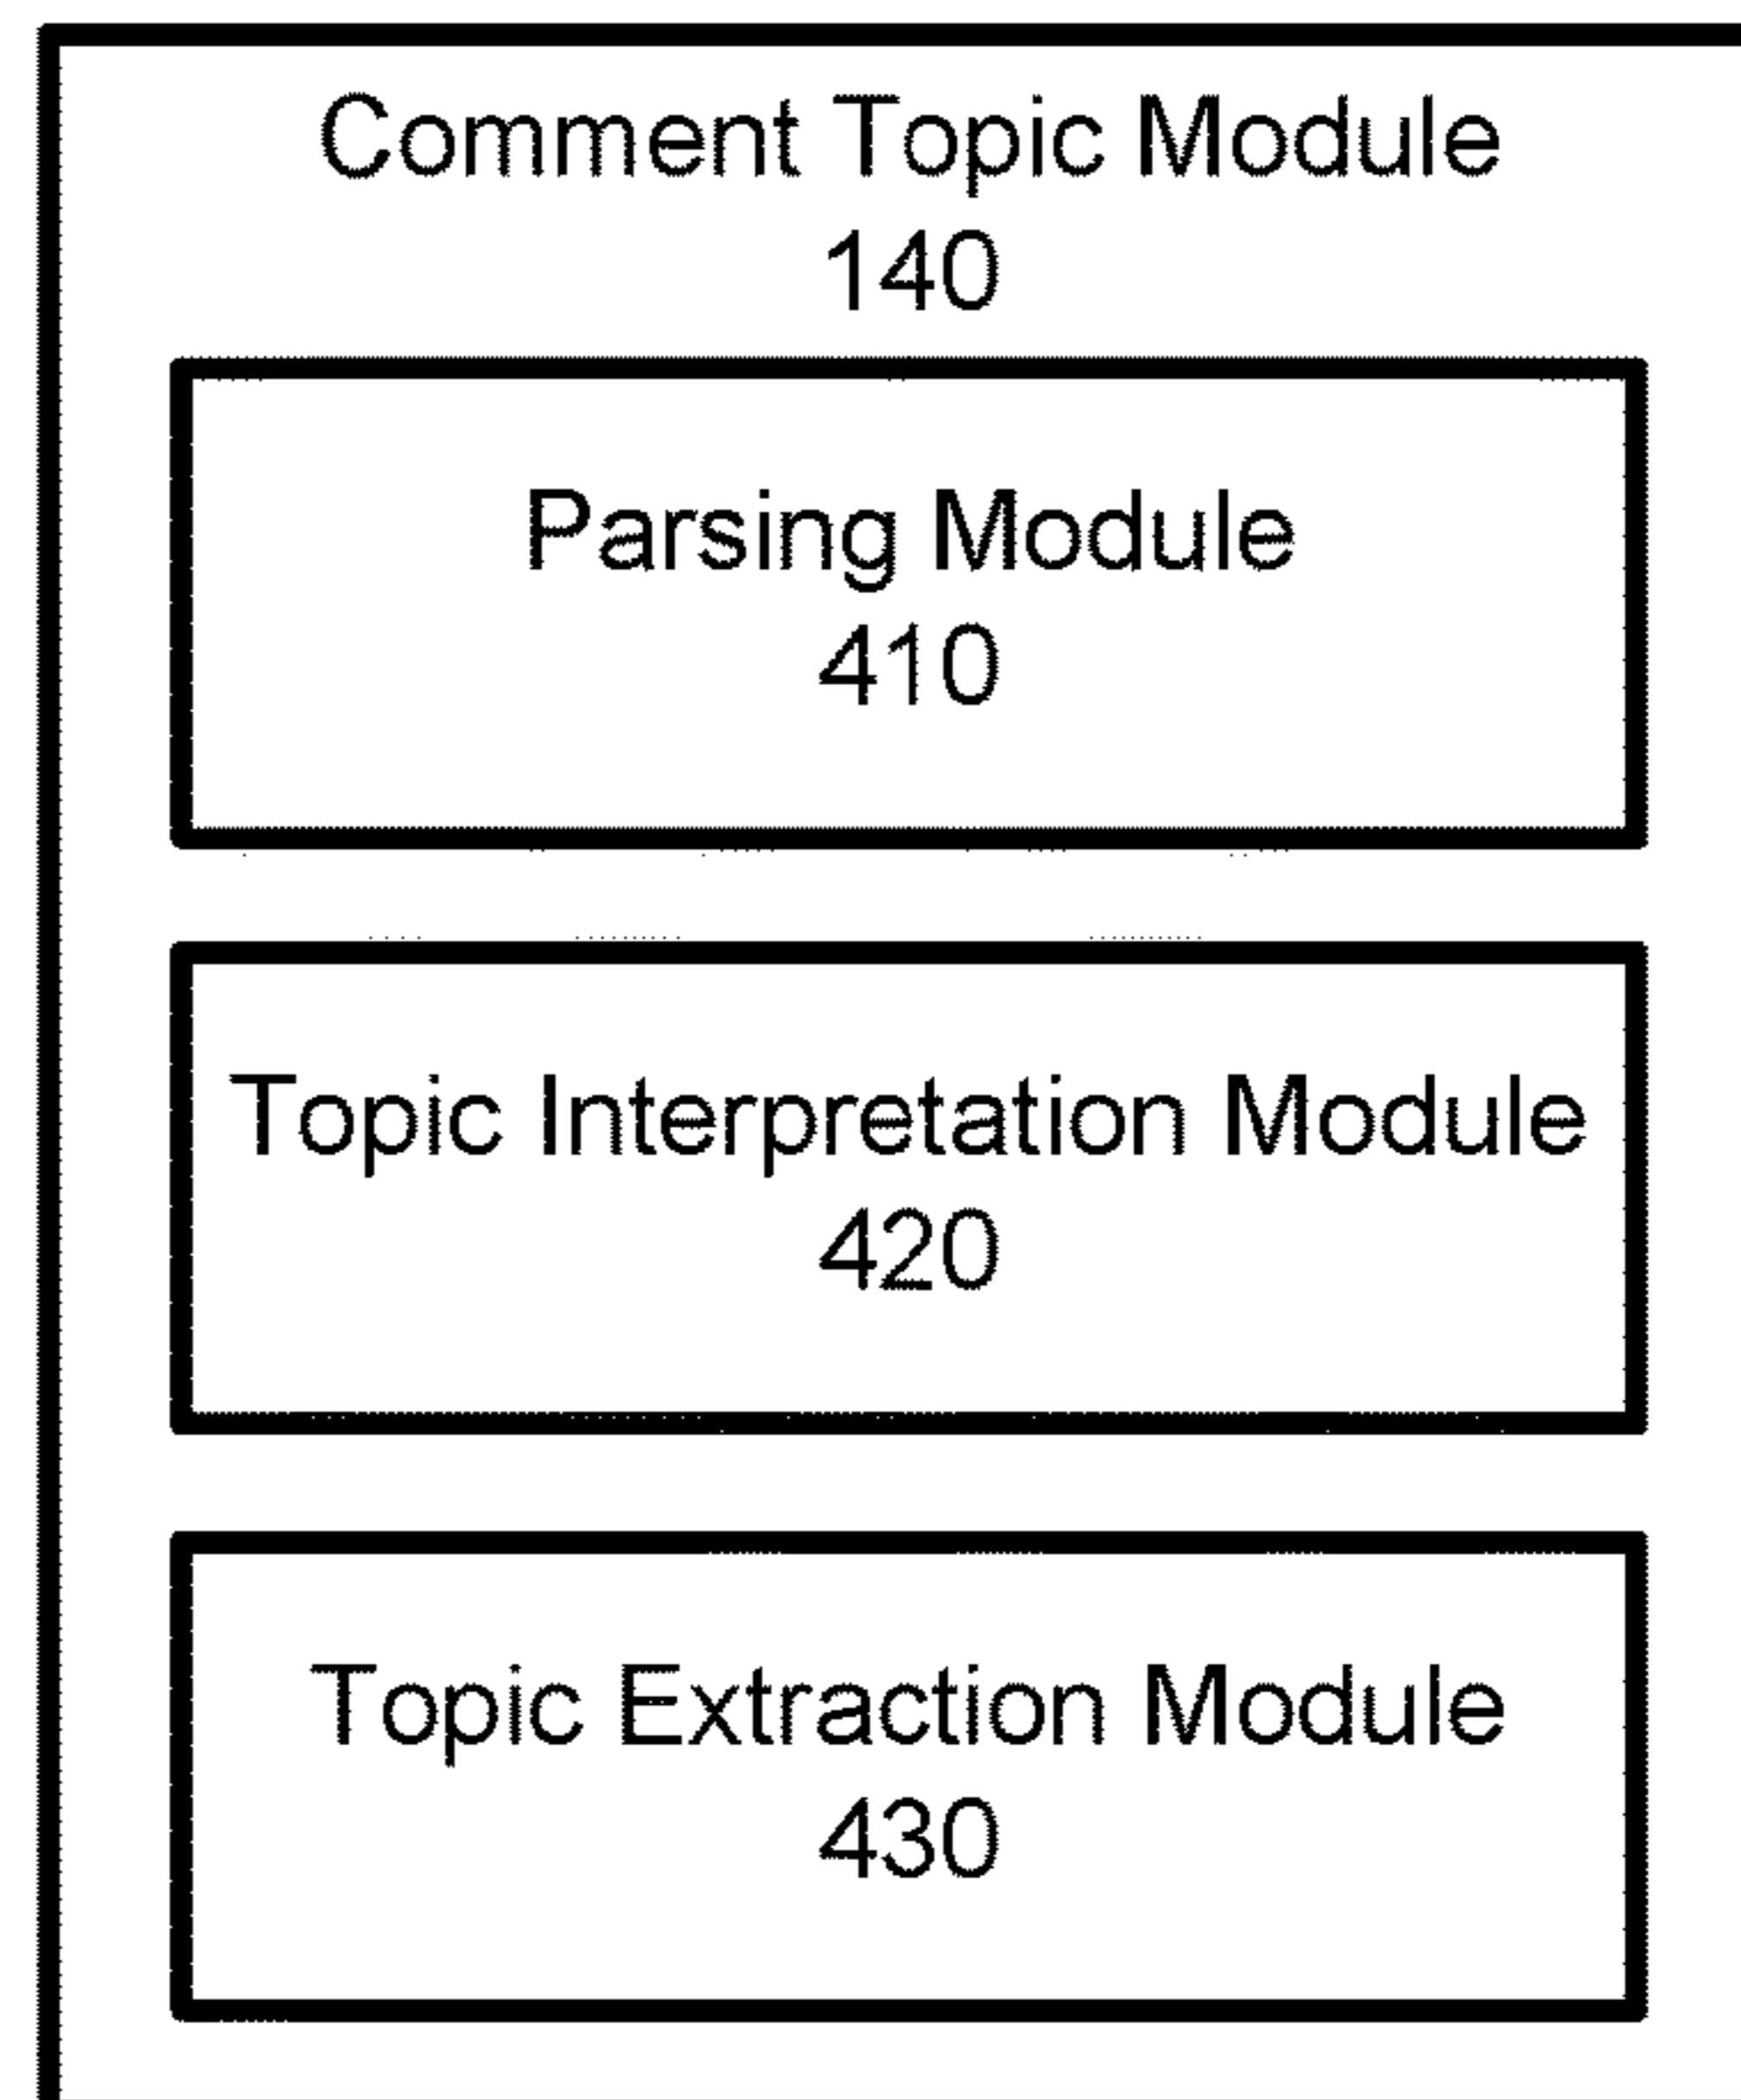 Comment Topic Module
140
Parsing Module
410
Topic Interpretation Module
420
Topic Extraction Module
430